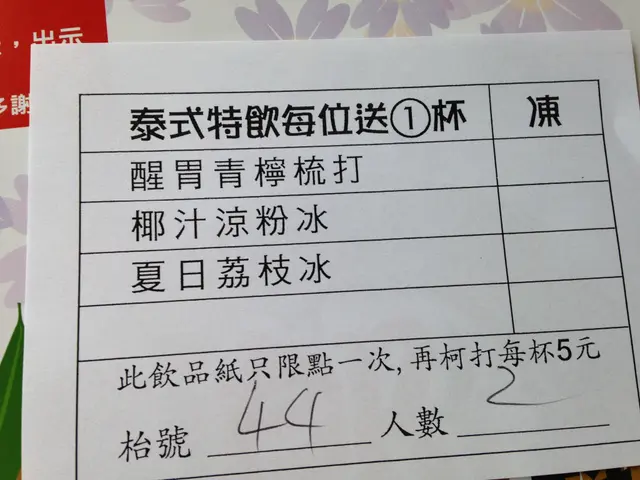 ，出示
多謝
泰式特飲每位送①杯 凍
醒胃青檸梳打
椰汁涼粉冰
夏日荔枝冰
此飲品紙只限點一次, 再柯打每杯5元
枱號 44 人數 2